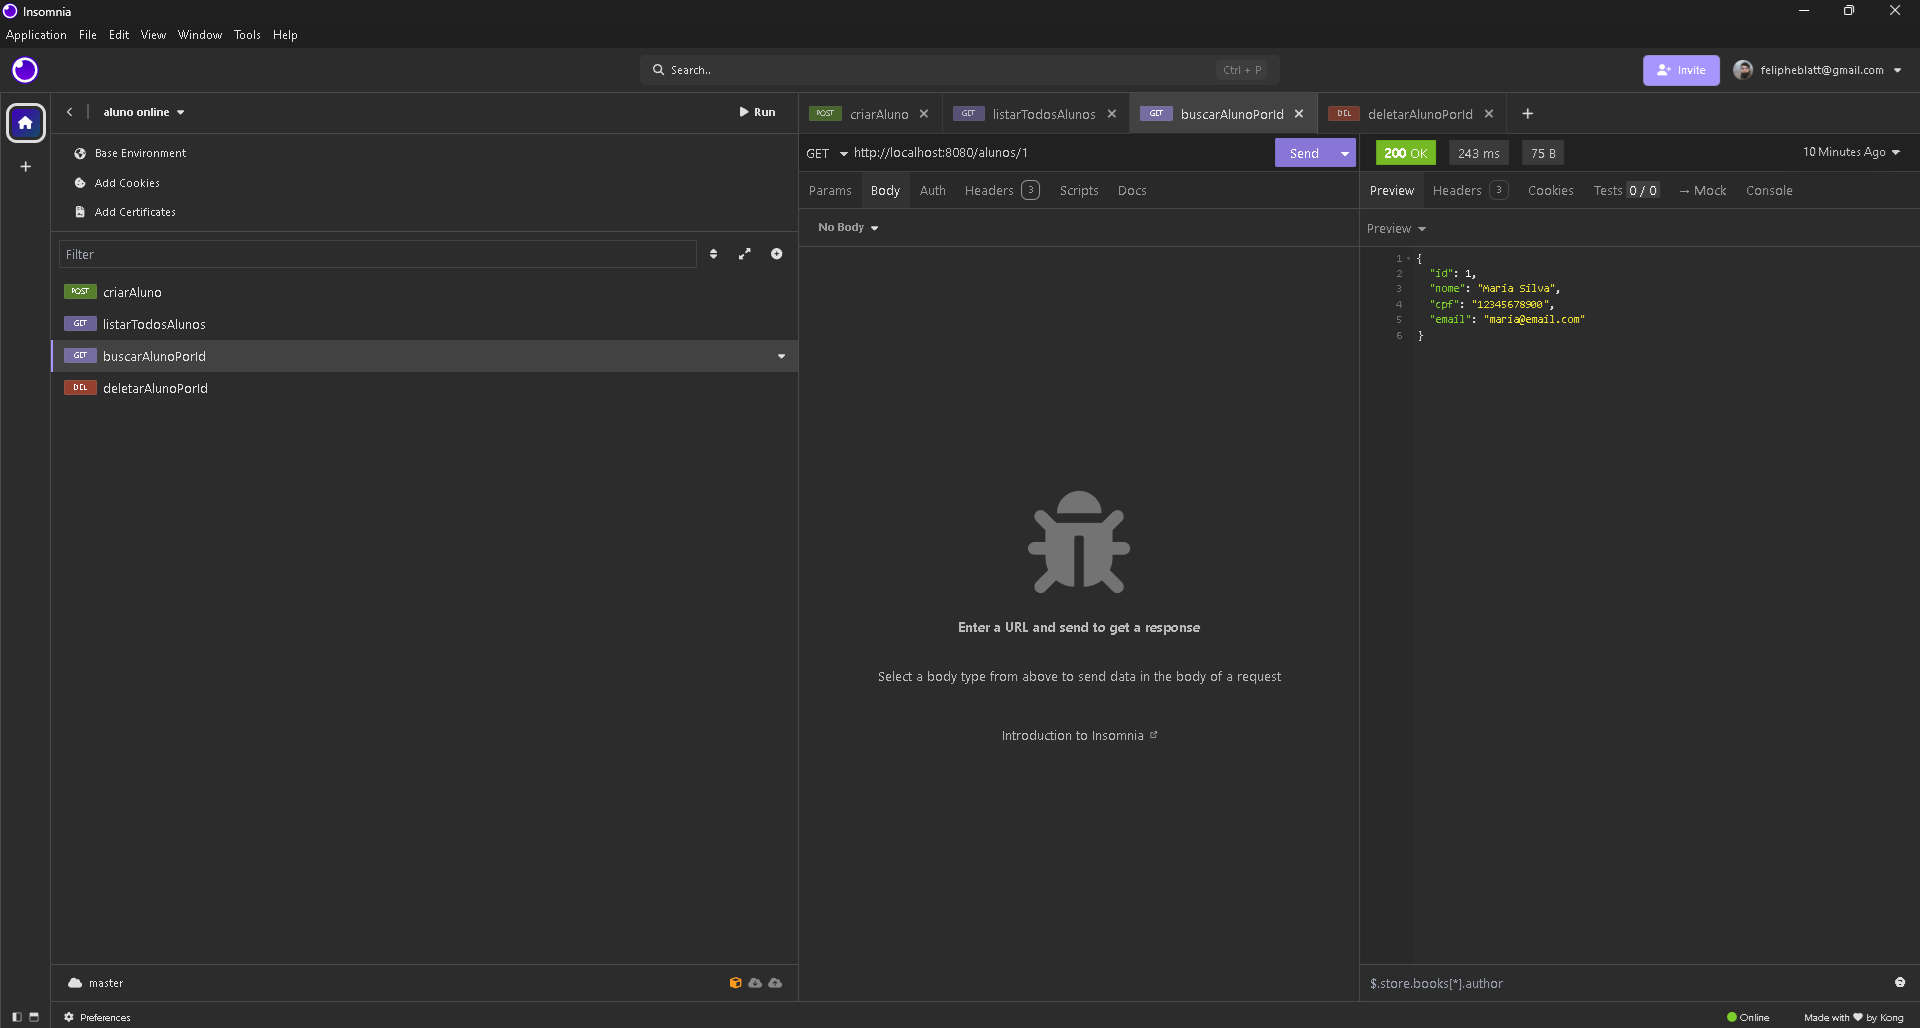 Insomnia
Application File Edit View Window Tools Help
Search.. Ctrl + P
Invite
felipheblatt@gmail.com
aluno online
Run
Base Environment
Add Cookies
Add Certificates
Filter
POST criarAluno
GET listarTodosAlunos
GET buscarAlunoPorId
DEL deletarAlunoPorId
master
Preferences
POST criarAluno
GET listarTodosAlunos
GET buscarAlunoPorId
DEL deletarAlunoPorId
GET http://localhost:8080/alunos/1
Send
Params Body Auth Headers 3 Scripts Docs
No Body
Enter a URL and send to get a response
Select a body type from above to send data in the body of a request
Introduction to Insomnia
200 OK 243 ms 75 B
10 Minutes Ago
Preview Headers 3 Cookies Tests 0 / 0 → Mock Console
Preview
1 {
2 "id": 1,
3 "nome": "Maria Silva",
4 "cpf": "12345678900",
5 "email": "maria@email.com"
6 }
$.store.books[*].author
Online
Made with ♥ by Kong